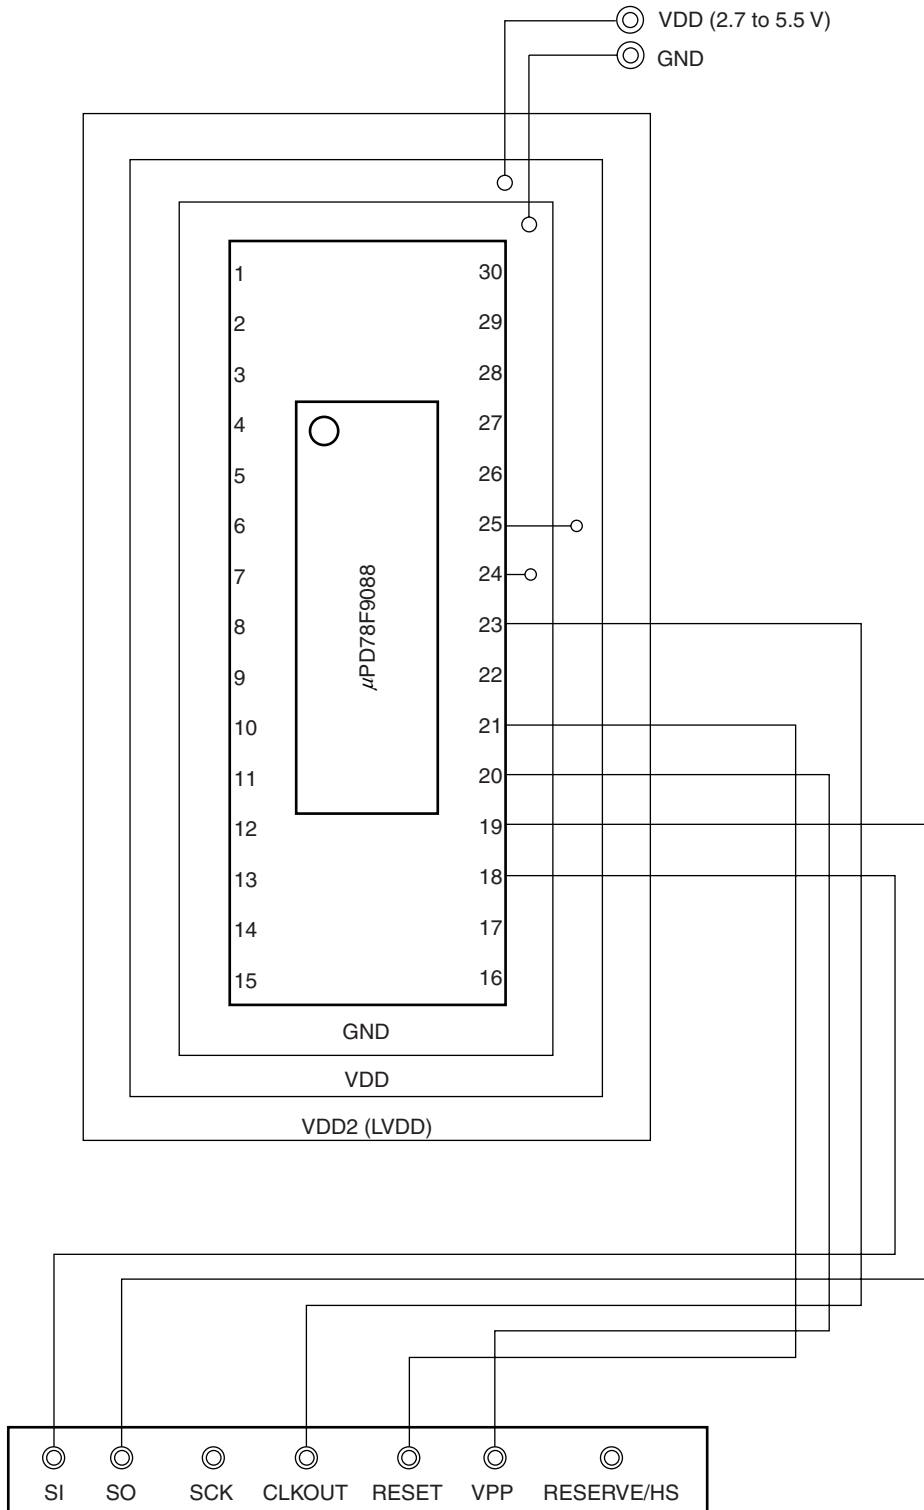 VDD (2.7 to 5.5 V)
GND
1 30
2 29
3 28
4 27
5 26
6 25
7 24
8 23
9 22
10 21
11 20
12 19
13 18
14 17
15 16
μPD78F9088
GND
VDD
VDD2 (LVDD)
SI SO SCK CLKOUT RESET VPP RESERVE/HS